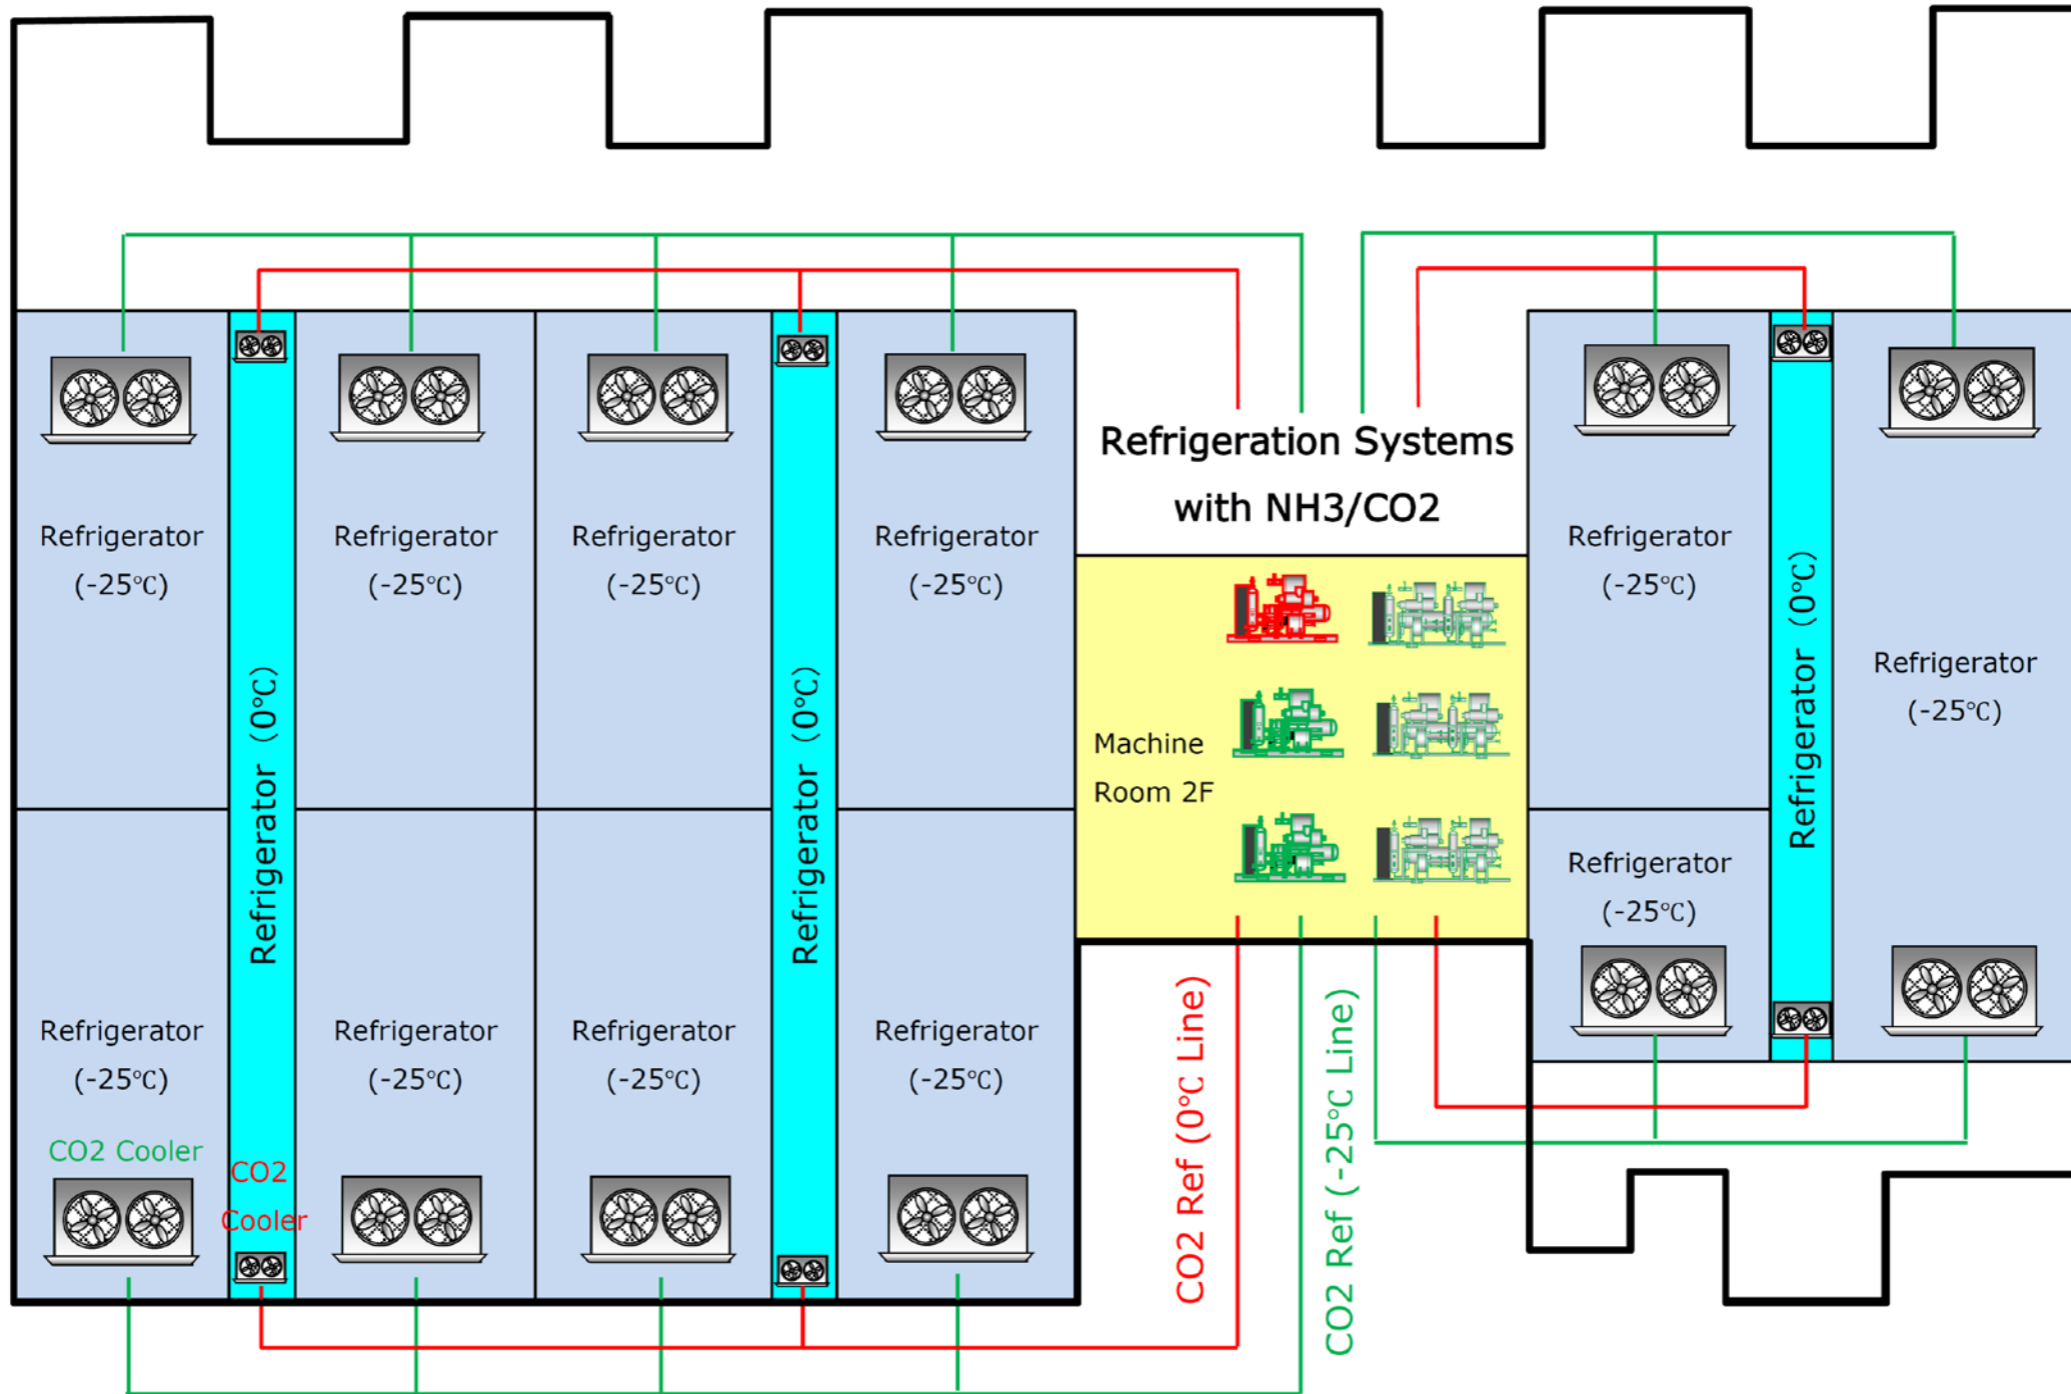 Refrigeration Systems
with NH3/CO2
Refrigerator
(-25℃)
Refrigerator
(-25℃)
Refrigerator
(-25℃)
Refrigerator
(-25℃)
Refrigerator
(-25℃)
Refrigerator (0℃)
Refrigerator (0℃)
Refrigerator (0℃)
Refrigerator
(-25℃)
Machine
Room 2F
Refrigerator
(-25℃)
Refrigerator
(-25℃)
Refrigerator
(-25℃)
Refrigerator
(-25℃)
Refrigerator
(-25℃)
CO2 Cooler
CO2
Cooler
CO2 Ref (0℃ Line)
CO2 Ref (-25℃ Line)